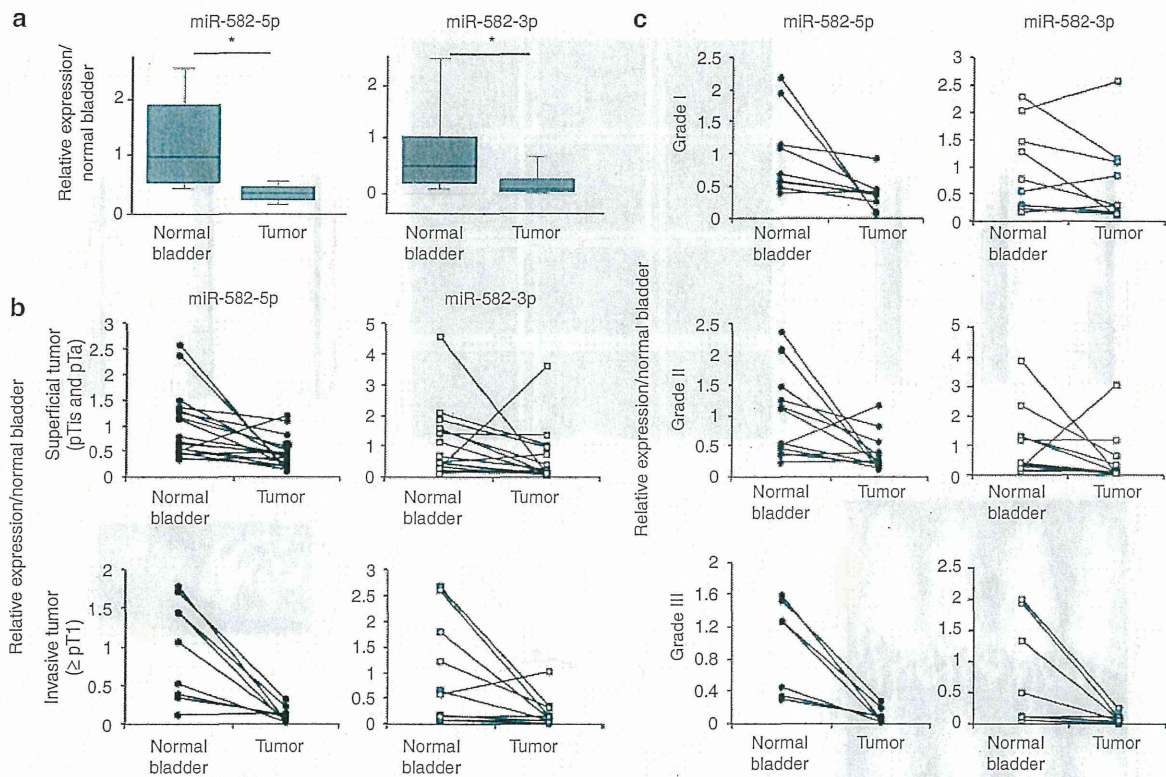 a
miR-582-5p
miR-582-3p
Relative expression/
normal bladder
*
*
2
1
0
2
1
0
Normal
bladder
Tumor
Normal
bladder
Tumor
b
miR-582-5p
miR-582-3p
Relative expression/normal bladder
Superficial tumor
(pTis and pTa)
3
2.5
2
1.5
1
0.5
0
5
4
3
2
1
0
Normal
bladder
Tumor
Normal
bladder
Tumor
Invasive tumor
(≥ pT1)
2
1.5
1
0.5
0
3
2.5
2
1.5
1
0.5
0
Normal
bladder
Tumor
Normal
bladder
Tumor
c
miR-582-5p
miR-582-3p
Relative expression/normal bladder
Grade I
2.5
2
1.5
1
0.5
0
3
2.5
2
1.5
1
0.5
0
Normal
bladder
Tumor
Normal
bladder
Tumor
Grade II
2.5
2
1.5
1
0.5
0
5
4
3
2
1
0
Normal
bladder
Tumor
Normal
bladder
Tumor
Grade III
2
1.6
1.2
0.8
0.4
0
2.5
2
1.5
1
0.5
0
Normal
bladder
Tumor
Normal
bladder
Tumor